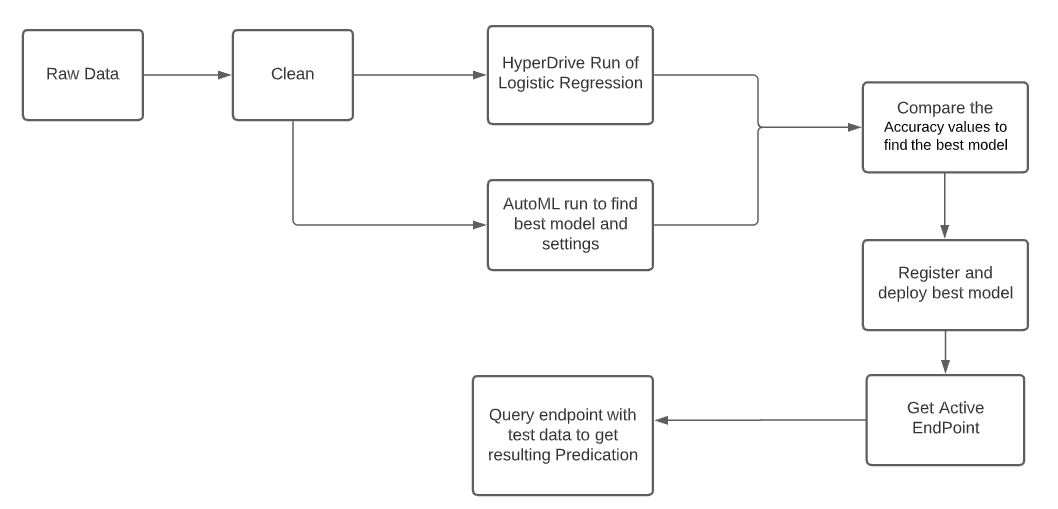 Raw Data
Clean
HyperDrive Run of
Logistic Regression
AutoML run to find
best model and
settings
Compare the
Accuracy values to
find the best model
Register and
deploy best model
Get Active
EndPoint
Query endpoint with
test data to get
resulting Predication